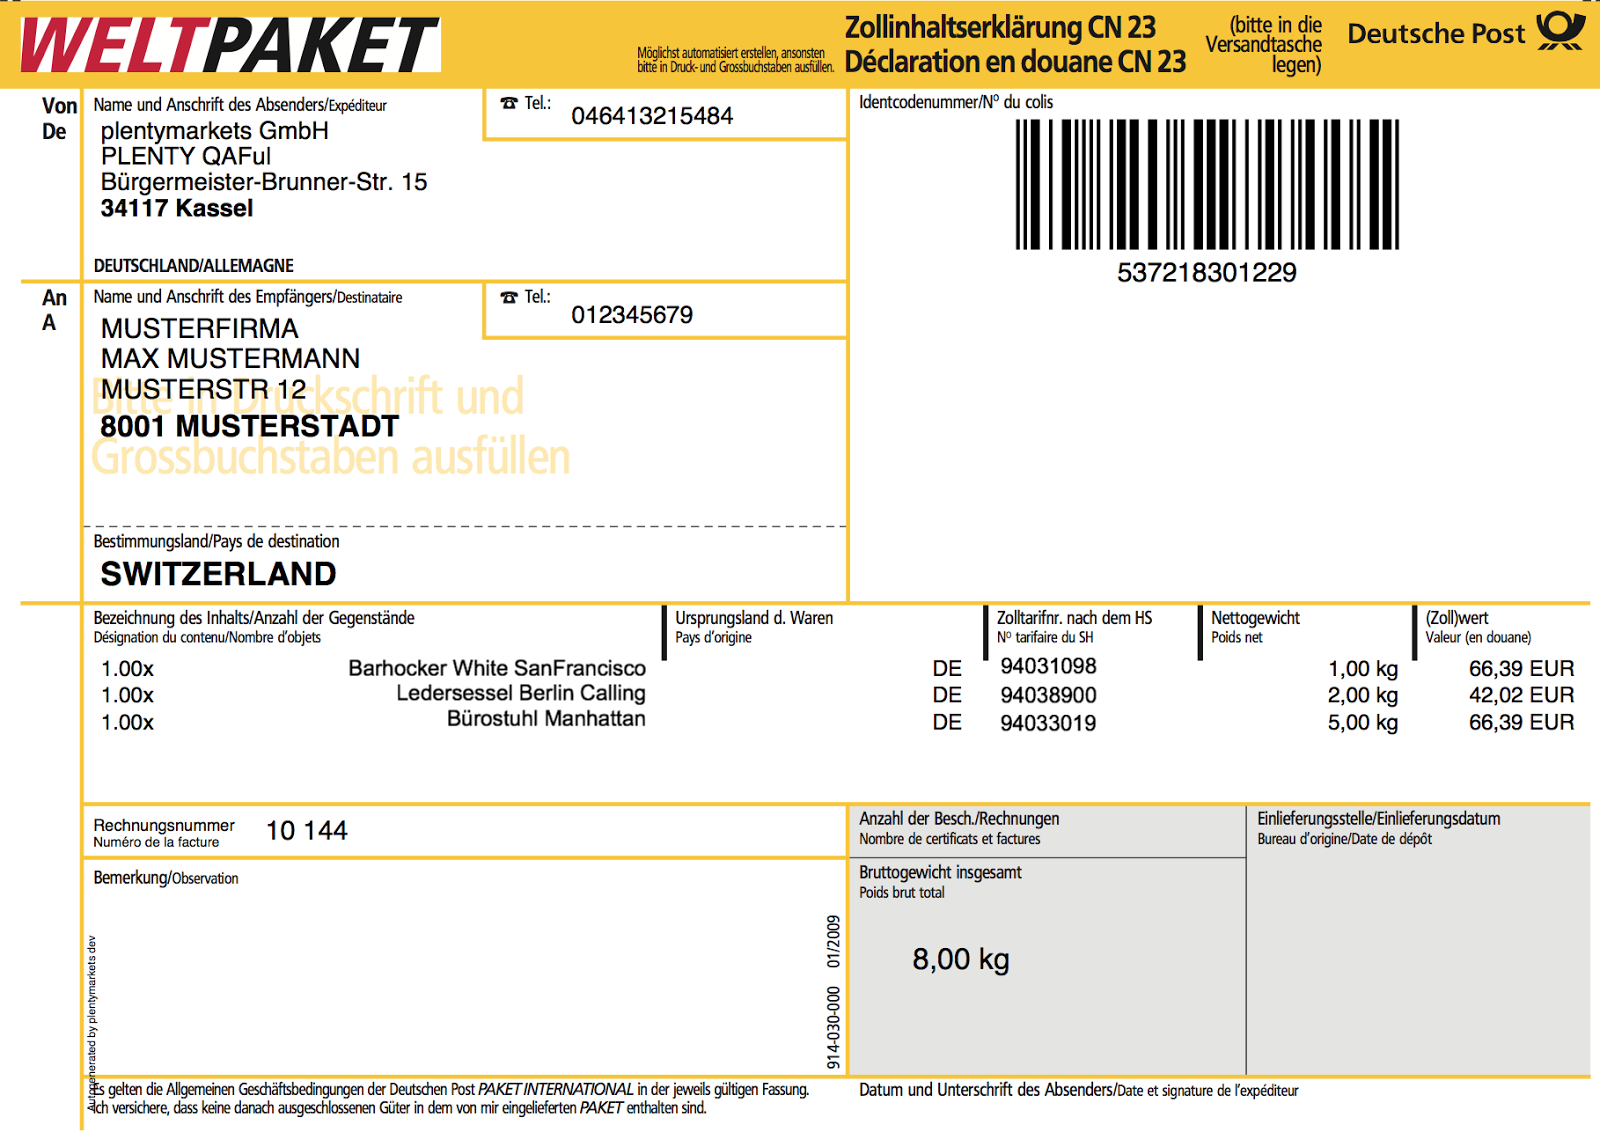 WELTPAKET
Möglichst automatisiert erstellen, ansonsten
bitte in Druck- und Grossbuchstaben ausfüllen.
Zollinhaltserklärung CN 23
Déclaration en douane CN 23
(bitte in die
Versandtasche
legen)
Deutsche Post
Von
De
Name und Anschrift des Absenders/Expéditeur
plentymarkets GmbH
PLENTY QAFul
Bürgermeister-Brunner-Str. 15
34117 Kassel
DEUTSCHLAND/ALLEMAGNE
☎ Tel.: 046413215484
Identcodenummer/Nº du colis
537218301229
An
A
Name und Anschrift des Empfängers/Destinataire
☎ Tel.: 012345679
MUSTERFIRMA
MAX MUSTERMANN
MUSTERSTR 12
8001 MUSTERSTADT
Bitte in Druckschrift und
Grossbuchstaben ausfüllen
Bestimmungsland/Pays de destination
SWITZERLAND
Bezeichnung des Inhalts/Anzahl der Gegenstände
Désignation du contenu/Nombre d'objets
Ursprungsland d. Waren
Pays d'origine
Zolltarifnr. nach dem HS
Nº tarifaire du SH
Nettogewicht
Poids net
(Zoll)wert
Valeur (en douane)
1.00x Barhocker White SanFrancisco DE 94031098 1,00 kg 66,39 EUR
1.00x Ledersessel Berlin Calling DE 94038900 2,00 kg 42,02 EUR
1.00x Bürostuhl Manhattan DE 94033019 5,00 kg 66,39 EUR
Rechnungsnummer
Numéro de la facture
10 144
Anzahl der Besch./Rechnungen
Nombre de certificats et factures
Einlieferungsstelle/Einlieferungsdatum
Bureau d'origine/Date de dépôt
Bemerkung/Observation
Bruttogewicht insgesamt
Poids brut total
8,00 kg
914-030-000 01/2009
Autogenerated by plentymarkets dev
Es gelten die Allgemeinen Geschäftsbedingungen der Deutschen Post PAKET INTERNATIONAL in der jeweils gültigen Fassung.
Ich versichere, dass keine danach ausgeschlossenen Güter in dem von mir eingelieferten PAKET enthalten sind.
Datum und Unterschrift des Absenders/Date et signature de l'expéditeur